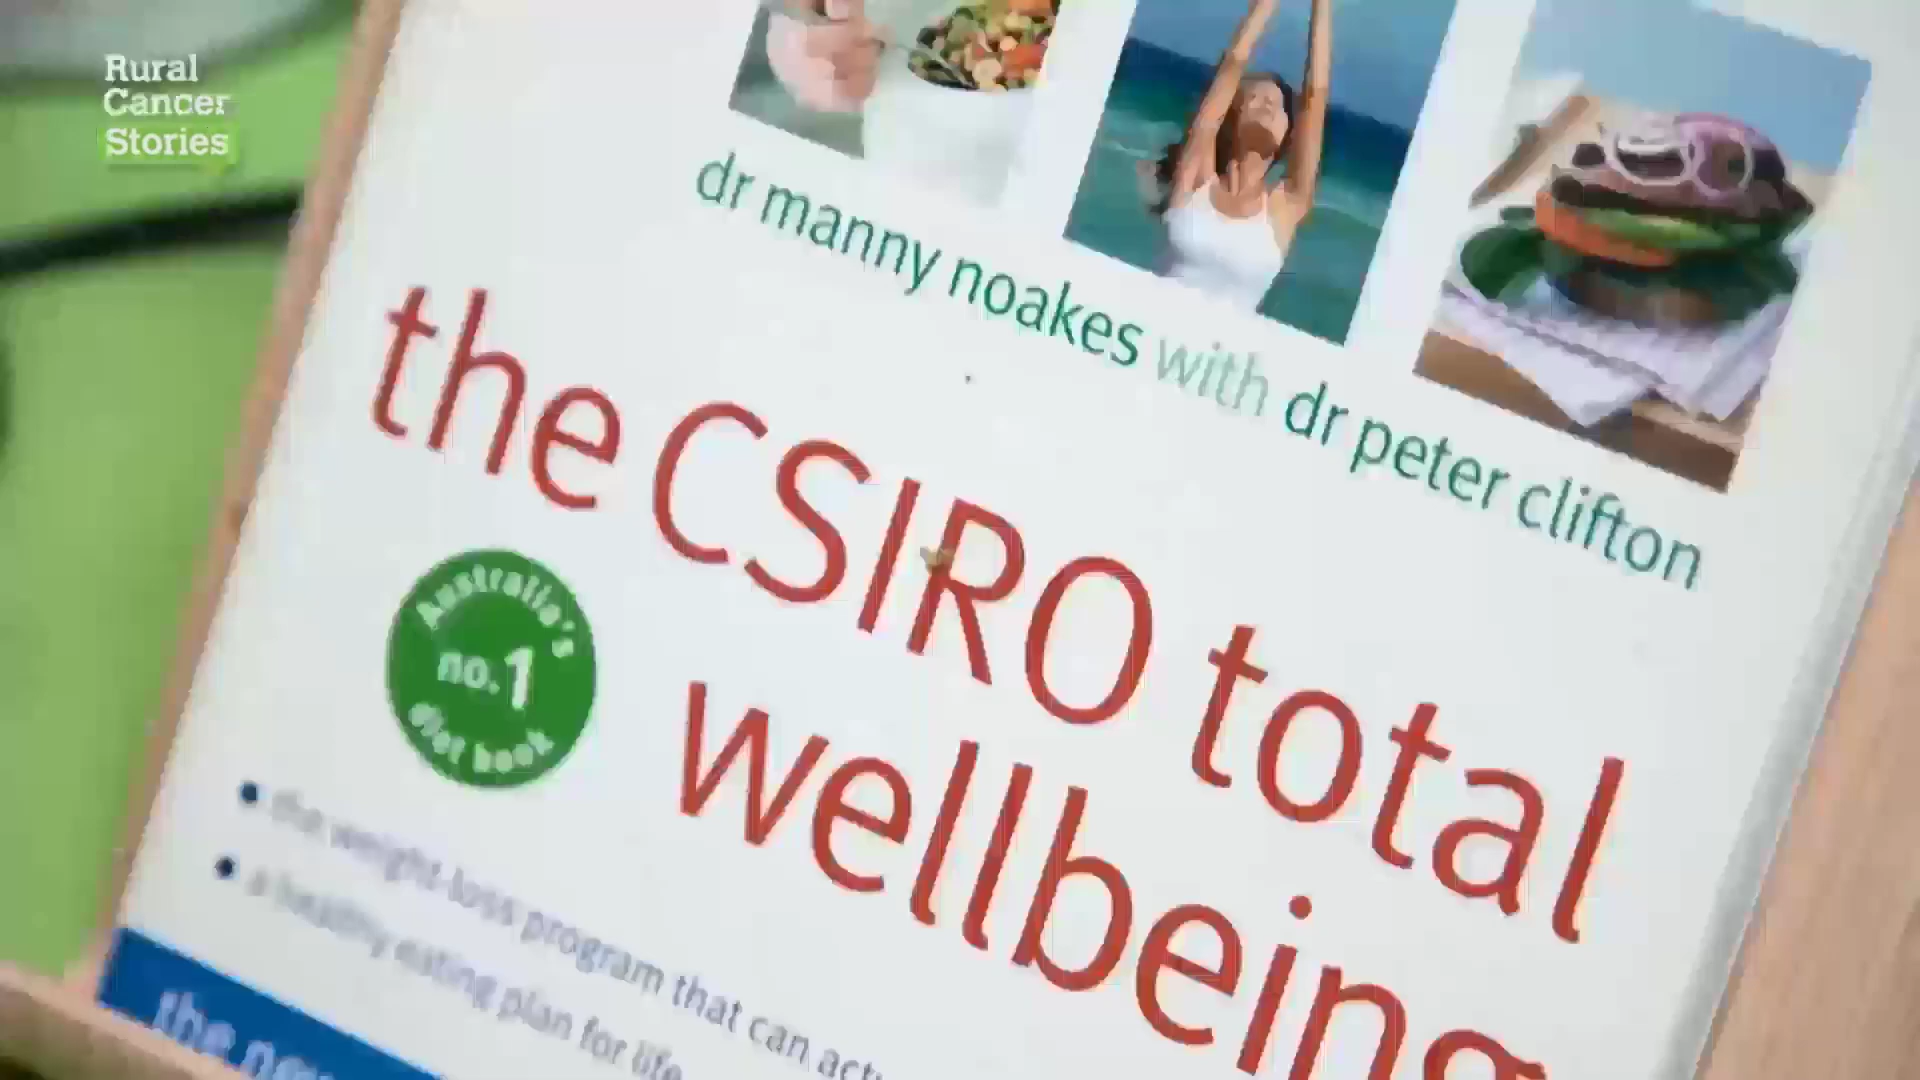 Rural
Cancer
Stories
dr manny noakes with dr peter clifton
the CSIRO total
wellbeing
Australia's
no.1
diet book
the weight-loss program that can
a healthy eating plan for life
the